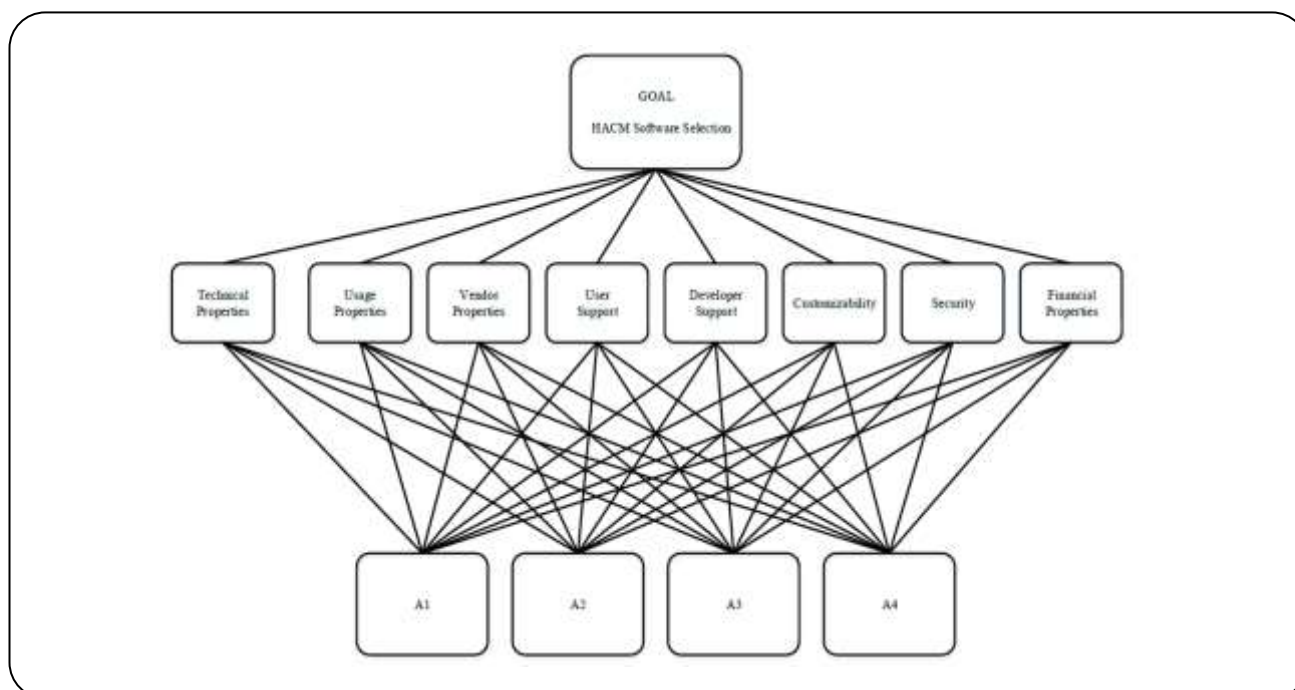 GOAL
HACM Software Selection
Technical
Properties
Usage
Properties
Vendor
Properties
User
Support
Developer
Support
Customizability
Security
Financial
Properties
A1
A2
A3
A4